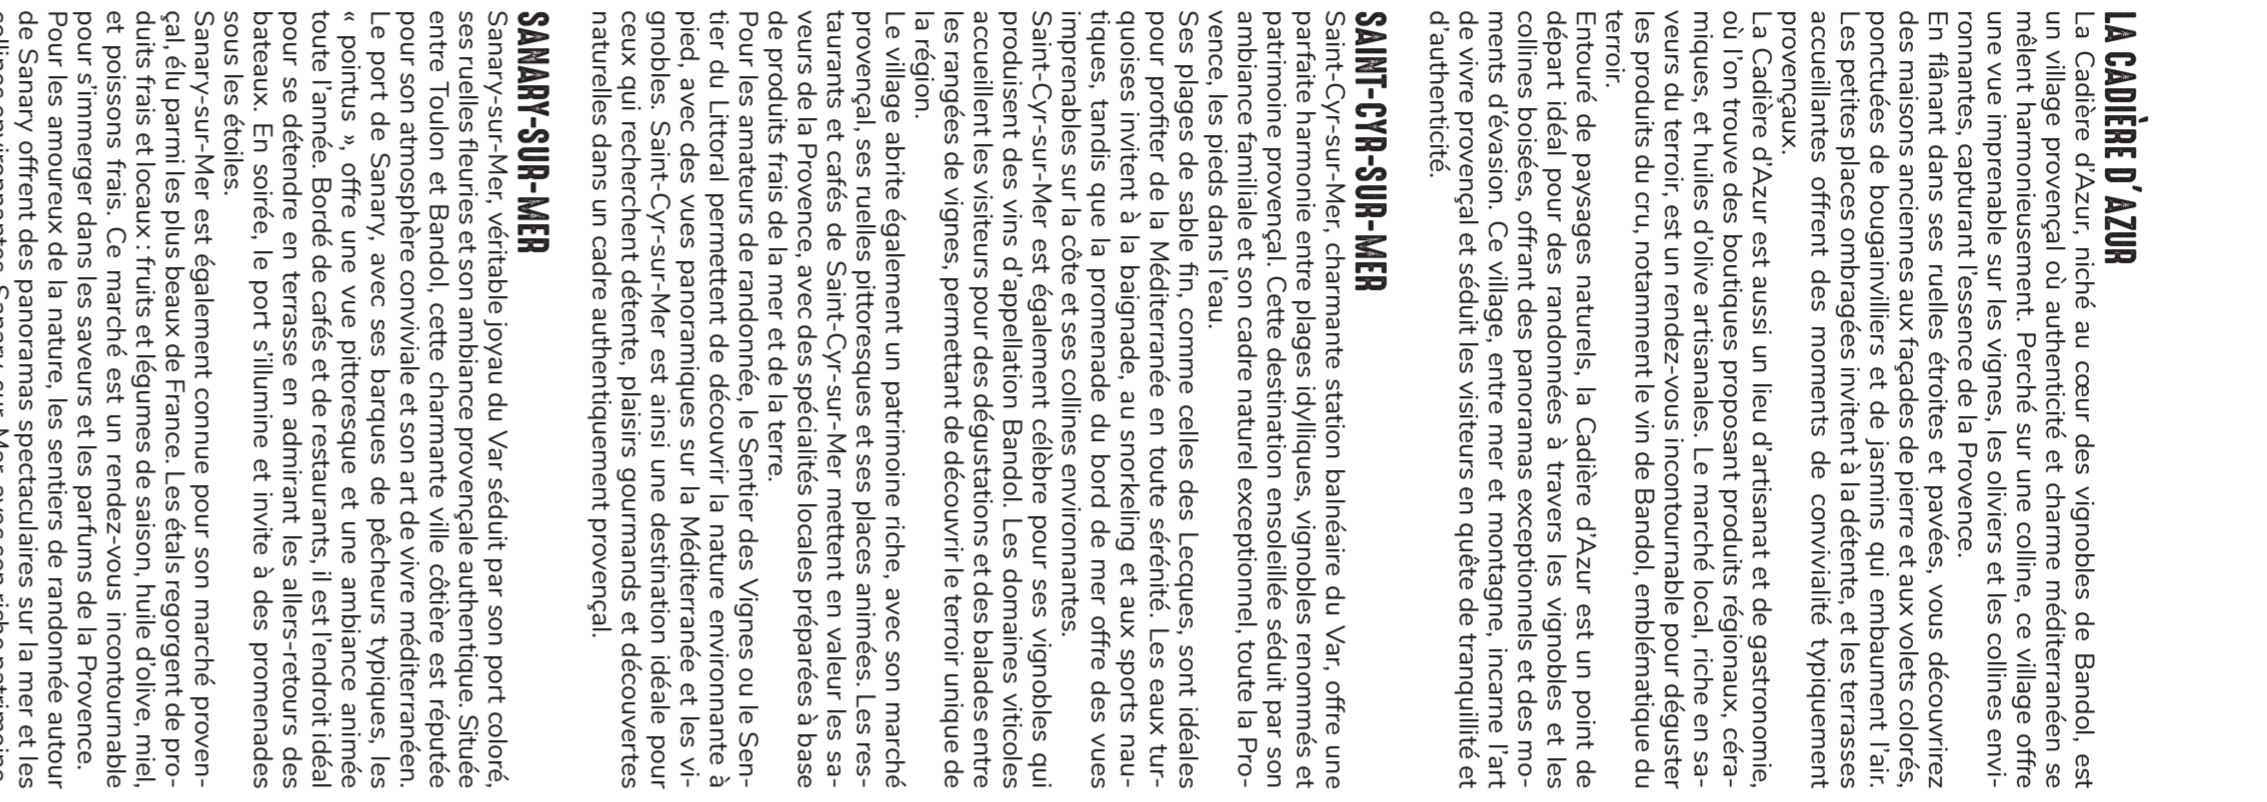 LA CADIÈRE D'AZUR
La Cadière d'Azur, niché au cœur des vignobles de Bandol, est
un village provençal où authenticité et charme méditerranéen se
mêlent harmonieusement. Perché sur une colline, ce village offre
une vue imprenable sur les vignes, les oliviers et les collines envi-
ronnantes, capturant l'essence de la Provence.
En flânant dans ses ruelles étroites et pavées, vous découvrirez
des maisons anciennes aux façades de pierre et aux volets colorés,
ponctuées de bougainvilliers et de jasmins qui embaument l'air.
Les petites places ombragées invitent à la détente, et les terrasses
accueillantes offrent des moments de convivialité typiquement
provençaux.
La Cadière d'Azur est aussi un lieu d'artisanat et de gastronomie,
où l'on trouve des boutiques proposant produits régionaux, céra-
miques, et huiles d'olive artisanales. Le marché local, riche en sa-
veurs du terroir, est un rendez-vous incontournable pour déguster
les produits du cru, notamment le vin de Bandol, emblématique du
terroir.
Entouré de paysages naturels, la Cadière d'Azur est un point de
départ idéal pour des randonnées à travers les vignobles et les
collines boisées, offrant des panoramas exceptionnels et des mo-
ments d'évasion. Ce village, entre mer et montagne, incarne l'art
de vivre provençal et séduit les visiteurs en quête de tranquillité et
d'authenticité.
SAINT-CYR-SUR-MER
Saint-Cyr-sur-Mer, charmante station balnéaire du Var, offre une
parfaite harmonie entre plages idylliques, vignobles renommés et
patrimoine provençal. Cette destination ensoleillée séduit par son
ambiance familiale et son cadre naturel exceptionnel, toute la Pro-
vence, les pieds dans l'eau.
Ses plages de sable fin, comme celles des Lecques, sont idéales
pour profiter de la Méditerranée en toute sérénité. Les eaux tur-
quoises invitent à la baignade, au snorkeling et aux sports nau-
tiques, tandis que la promenade du bord de mer offre des vues
imprenables sur la côte et ses collines environnantes.
Saint-Cyr-sur-Mer est également célèbre pour ses vignobles qui
produisent des vins d'appellation Bandol. Les domaines viticoles
accueillent les visiteurs pour des dégustations et des balades entre
les rangées de vignes, permettant de découvrir le terroir unique de
la région.
Le village abrite également un patrimoine riche, avec son marché
provençal, ses ruelles pittoresques et ses places animées. Les res-
taurants et cafés de Saint-Cyr-sur-Mer mettent en valeur les sa-
veurs de la Provence, avec des spécialités locales préparées à base
de produits frais de la mer et de la terre.
Pour les amateurs de randonnée, le Sentier des Vignes ou le Sen-
tier du Littoral permettent de découvrir la nature environnante à
pied, avec des vues panoramiques sur la Méditerranée et les vi-
gnobles. Saint-Cyr-sur-Mer est ainsi une destination idéale pour
ceux qui recherchent détente, plaisirs gourmands et découvertes
naturelles dans un cadre authentiquement provençal.
SANARY-SUR-MER
Sanary-sur-Mer, véritable joyau du Var séduit par son port coloré,
ses ruelles fleuries et son ambiance provençale authentique. Située
entre Toulon et Bandol, cette charmante ville côtière est réputée
pour son atmosphère conviviale et son art de vivre méditerranéen.
Le port de Sanary, avec ses barques de pêcheurs typiques, les
« pointus », offre une vue pittoresque et une ambiance animée
toute l'année. Bordé de cafés et de restaurants, il est l'endroit idéal
pour se détendre en terrasse en admirant les allers-retours des
bateaux. En soirée, le port s'illumine et invite à des promenades
sous les étoiles.
Sanary-sur-Mer est également connue pour son marché proven-
çal, élu parmi les plus beaux de France. Les étals regorgent de pro-
duits frais et locaux : fruits et légumes de saison, huile d'olive, miel,
et poissons frais. Ce marché est un rendez-vous incontournable
pour s'immerger dans les saveurs et les parfums de la Provence.
Pour les amoureux de la nature, les sentiers de randonnée autour
de Sanary offrent des panoramas spectaculaires sur la mer et les
collines environnantes. Sanary-sur-Mer, avec son riche patrimoine